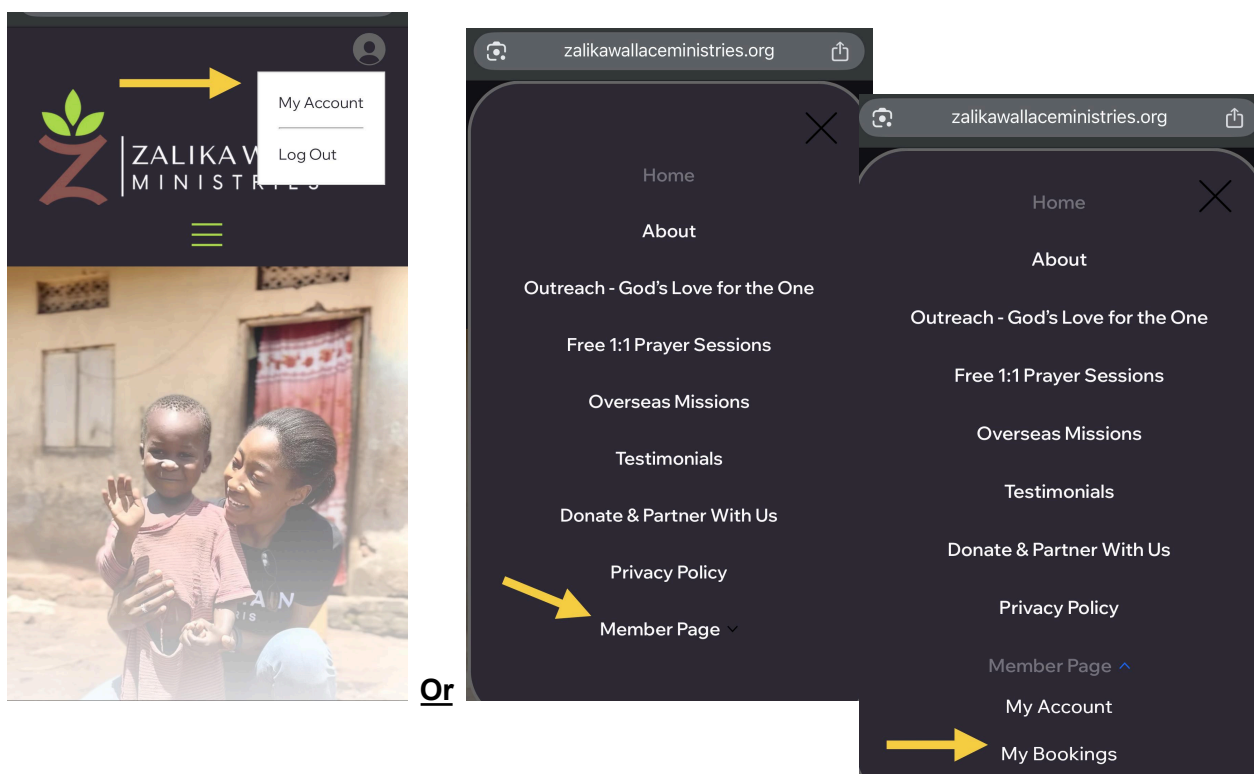 My Account
Log Out
ZALIKA W
MINISTRIES
Or
zalikawallaceministries.org
Home
About
Outreach - God's Love for the One
Free 1:1 Prayer Sessions
Overseas Missions
Testimonials
Donate & Partner With Us
Privacy Policy
Member Page
zalikawallaceministries.org
Home
About
Outreach - God's Love for the One
Free 1:1 Prayer Sessions
Overseas Missions
Testimonials
Donate & Partner With Us
Privacy Policy
Member Page
My Account
My Bookings